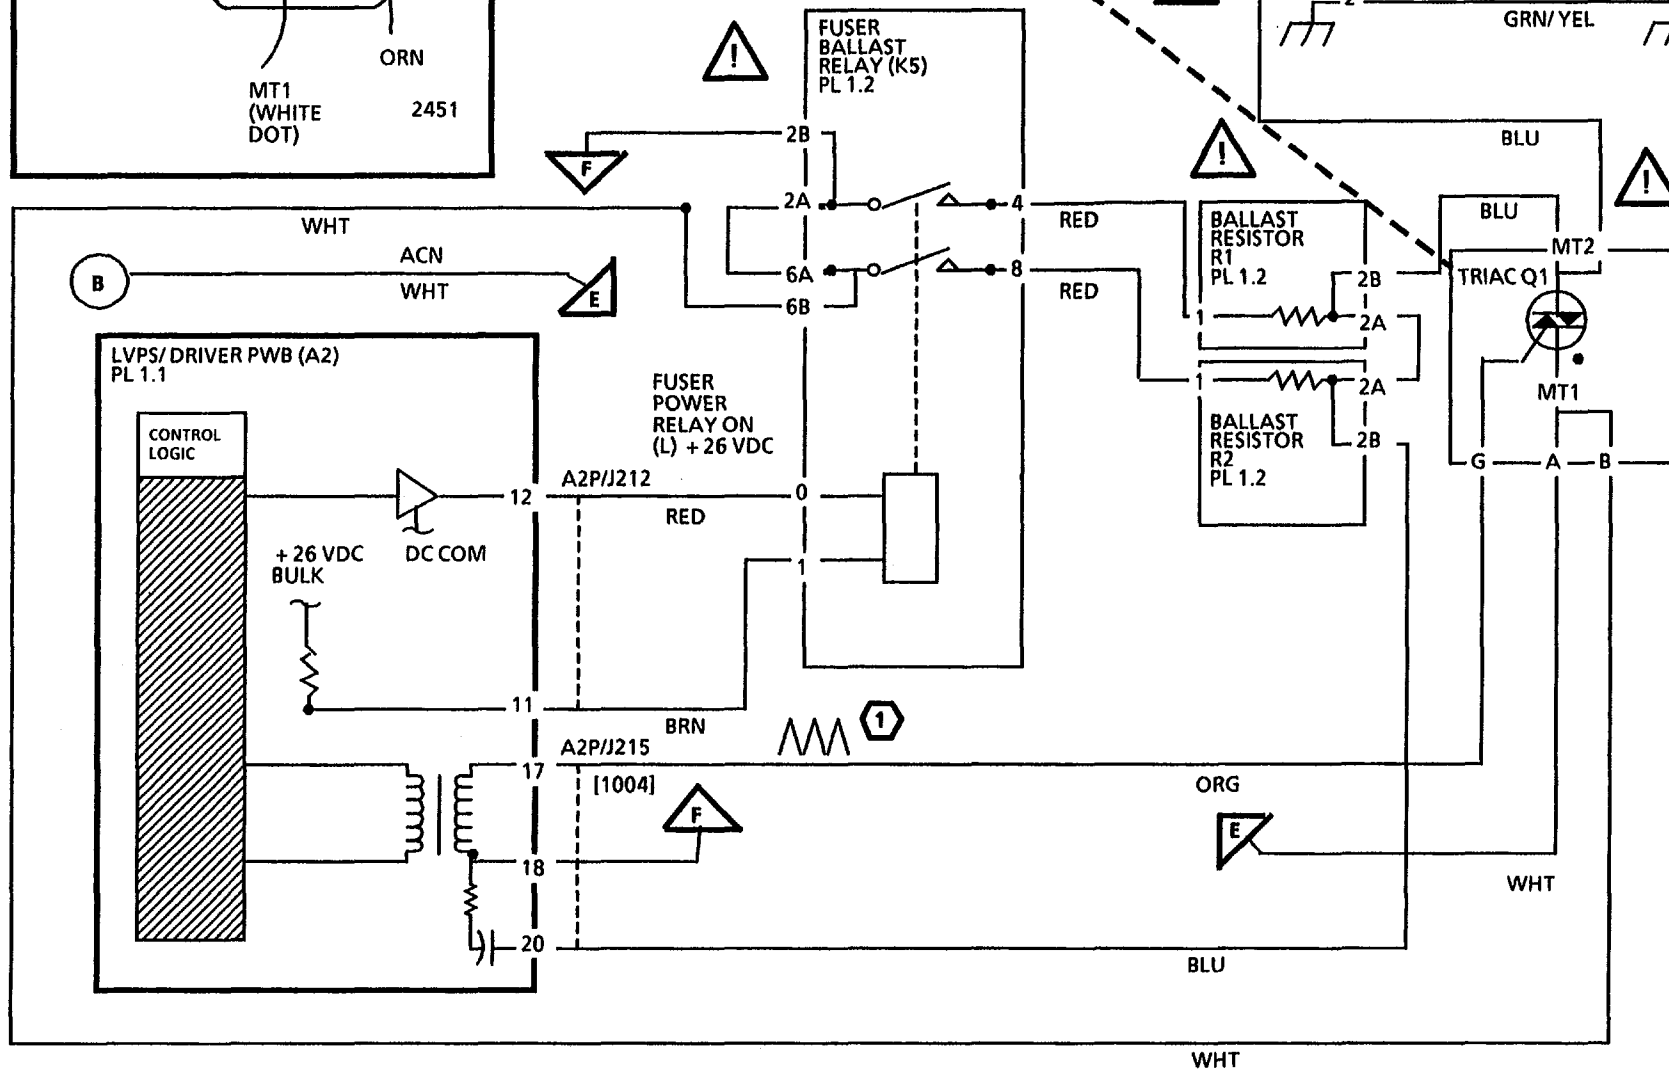 2
GRN/YEL
ORN
MT1
(WHITE
DOT)
2451
!
FUSER
BALLAST
RELAY (K5)
PL 1.2
2B
F
2A
4
RED
6A
8
RED
6B
WHT
B
ACN
WHT
E
!
BLU
BLU
!
BALLAST
RESISTOR
R1
PL 1.2
2B
1
2A
MT2
TRIAC Q1
MT1
1
2A
BALLAST
RESISTOR
R2
PL 1.2
2B
G
A
B
LVPS/DRIVER PWB (A2)
PL 1.1
CONTROL
LOGIC
FUSER
POWER
RELAY ON
(L) +26 VDC
12
A2P/J212
RED
0
1
+26 VDC
BULK
DC COM
11
BRN
1
A2P/J215
17
[1004]
ORG
F
18
E
WHT
20
BLU
WHT